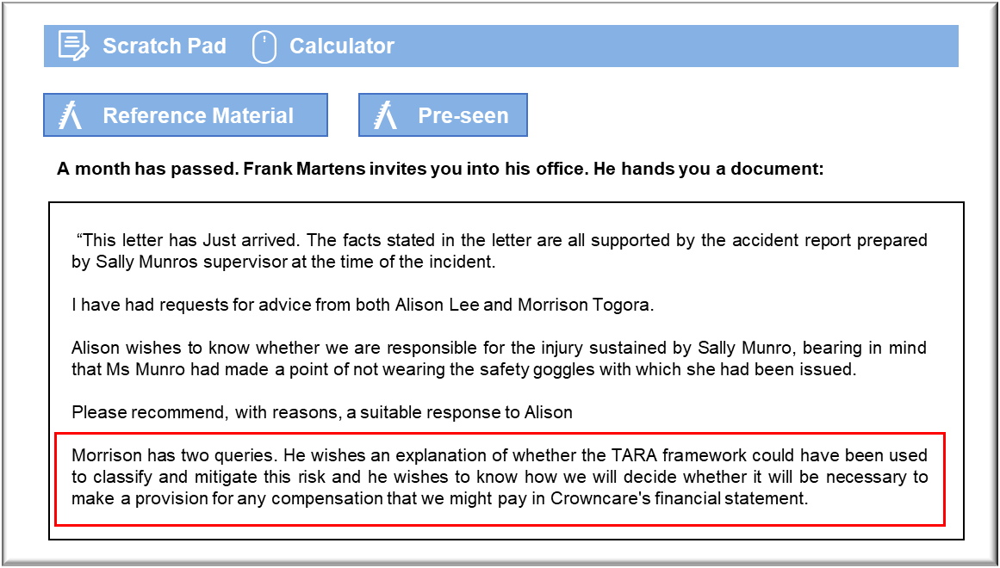 Scratch Pad Calculator
Reference Material Pre-seen
A month has passed. Frank Martens invites you into his office. He hands you a document:
“This letter has Just arrived. The facts stated in the letter are all supported by the accident report prepared
by Sally Munros supervisor at the time of the incident.
I have had requests for advice from both Alison Lee and Morrison Togora.
Alison wishes to know whether we are responsible for the injury sustained by Sally Munro, bearing in mind
that Ms Munro had made a point of not wearing the safety goggles with which she had been issued.
Please recommend, with reasons, a suitable response to Alison
Morrison has two queries. He wishes an explanation of whether the TARA framework could have been used
to classify and mitigate this risk and he wishes to know how we will decide whether it will be necessary to
make a provision for any compensation that we might pay in Crowncare's financial statement.